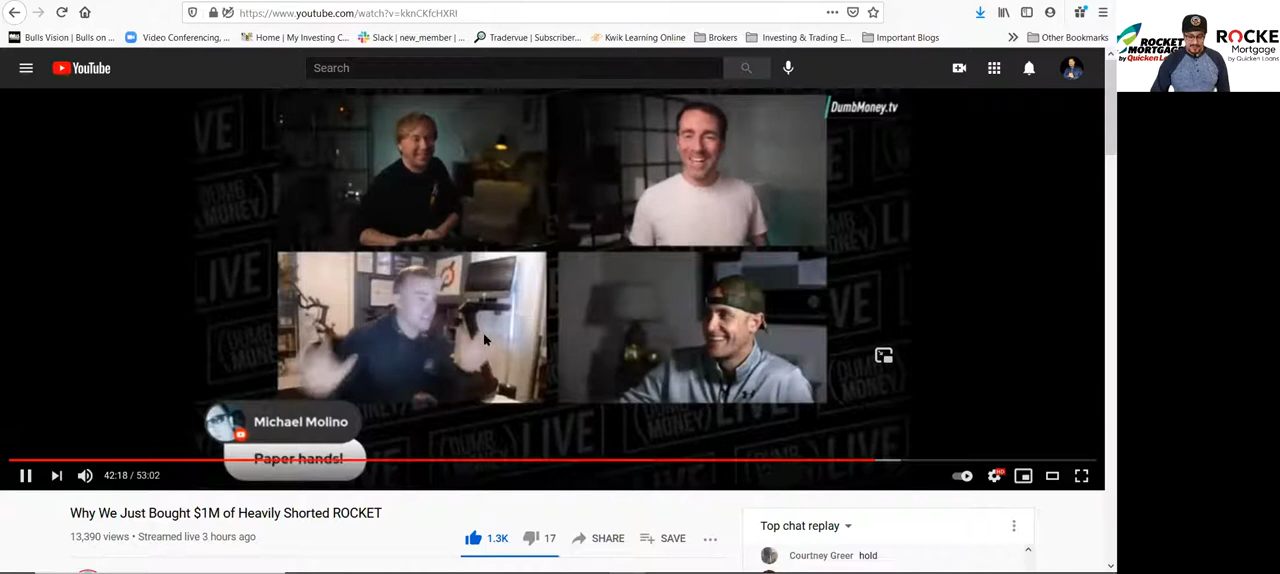 https://www.youtube.com/watch?v=kknCKfcHXRI
Bulls Vision | Bulls on ...
Video Conferencing, ...
Home | My Investing C...
Slack | new_member | ...
Tradervue | Subscriber...
Kwik Learning Online
Brokers
Investing & Trading E...
Important Blogs
Other Bookmarks
ROCKET
MORTGAGE
by Quicken Loans
ROCKE
Mortgage
by Quicken Loans
YouTube
Search
DumbMoney.tv
DUMB
MONEY
LIVE
Michael Molino
Paper hands!
42:18 / 53:02
HD
Why We Just Bought $1M of Heavily Shorted ROCKET
13,390 views • Streamed live 3 hours ago
1.3K
17
SHARE
SAVE
Top chat replay
Courtney Greer hold